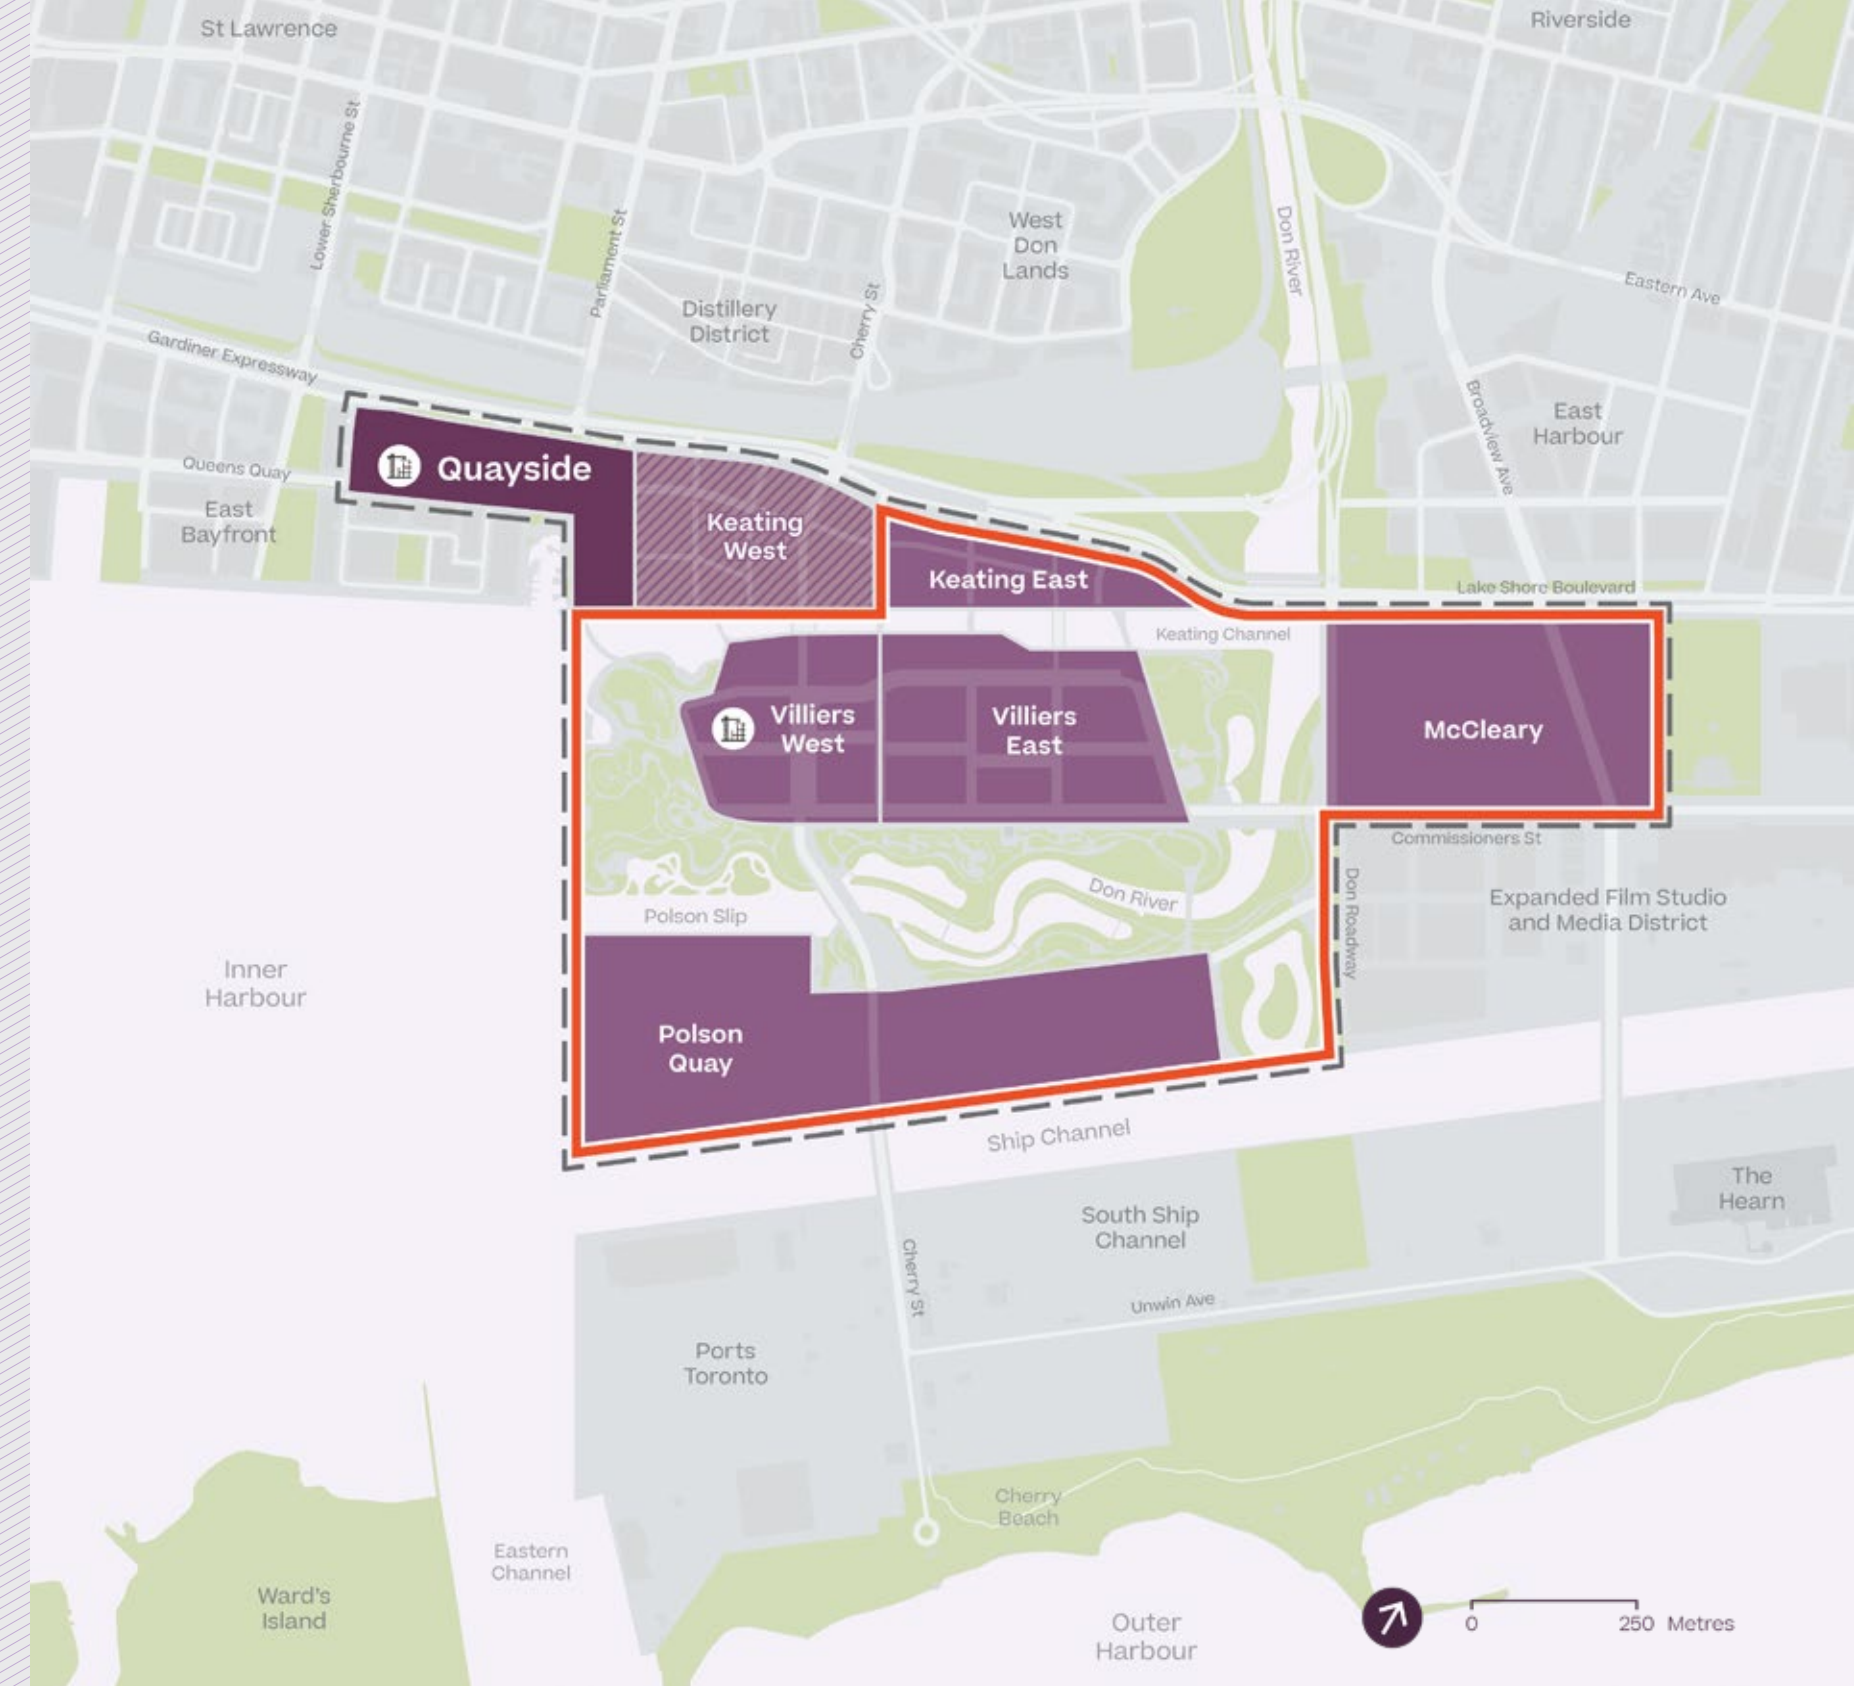 St Lawrence
Riverside
Lower Sherbourne St
Parliament St
Cherry St
West
Don
Lands
Don River
Eastern Ave
Distillery
District
Gardiner Expressway
Broadview Ave
East
Harbour
Queens Quay
Quayside
East
Bayfront
Keating
West
Keating East
Lake Shore Boulevard
Keating Channel
Villiers
West
Villiers
East
McCleary
Commissioners St
Don Roadway
Don River
Expanded Film Studio
and Media District
Polson Slip
Inner
Harbour
Polson
Quay
Ship Channel
The
Hearn
South Ship
Channel
Cherry St
Unwin Ave
Ports
Toronto
Cherry
Beach
Eastern
Channel
Ward's
Island
Outer
Harbour
0 250 Metres